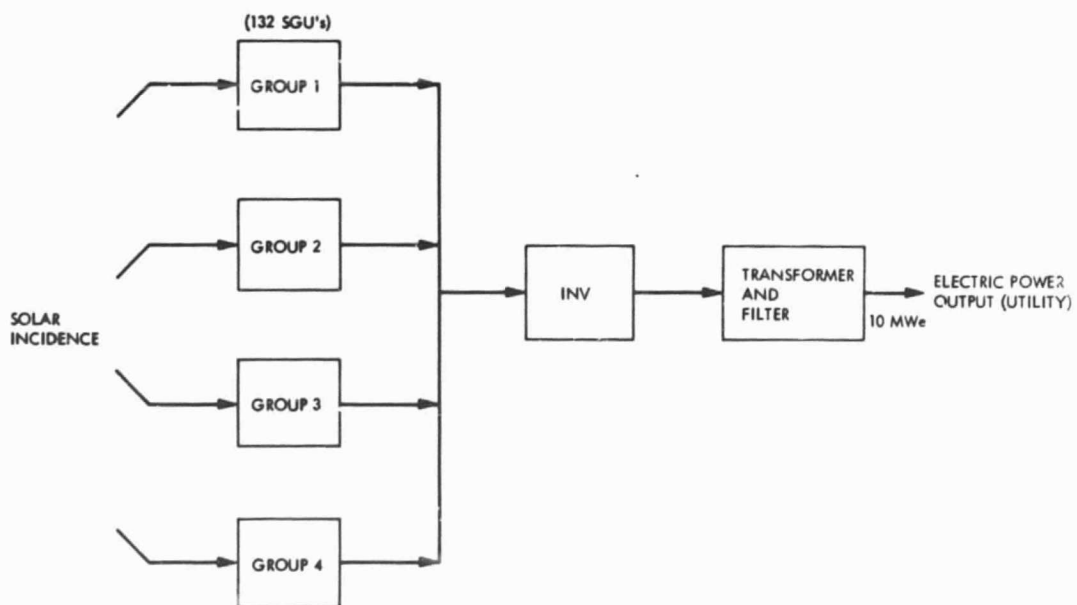 (132 SGU's)
GROUP 1
GROUP 2
SOLAR
INCIDENCE
GROUP 3
GROUP 4
INV
TRANSFORMER
AND
FILTER
10 MWe
ELECTRIC POWER
OUTPUT (UTILITY)